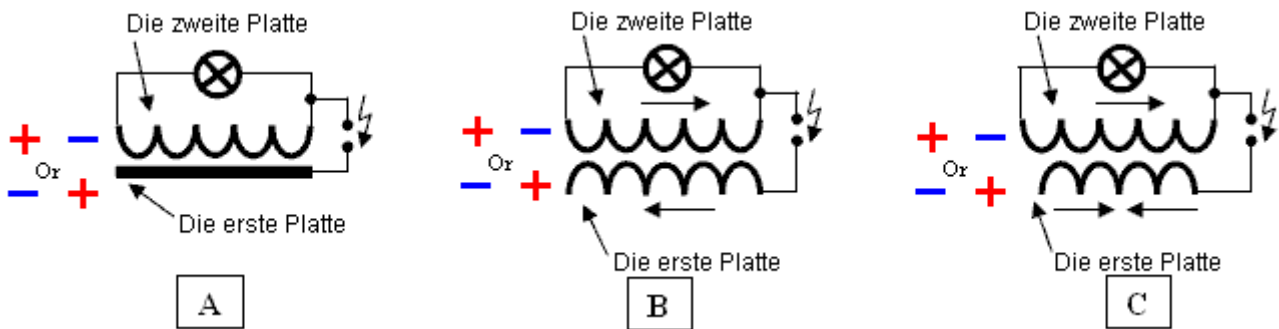 Die zweite Platte
+ −
Or
− +
Die erste Platte
A
Die zweite Platte
+ −
Or
− +
Die erste Platte
B
Die zweite Platte
+ −
Or
− +
Die erste Platte
C